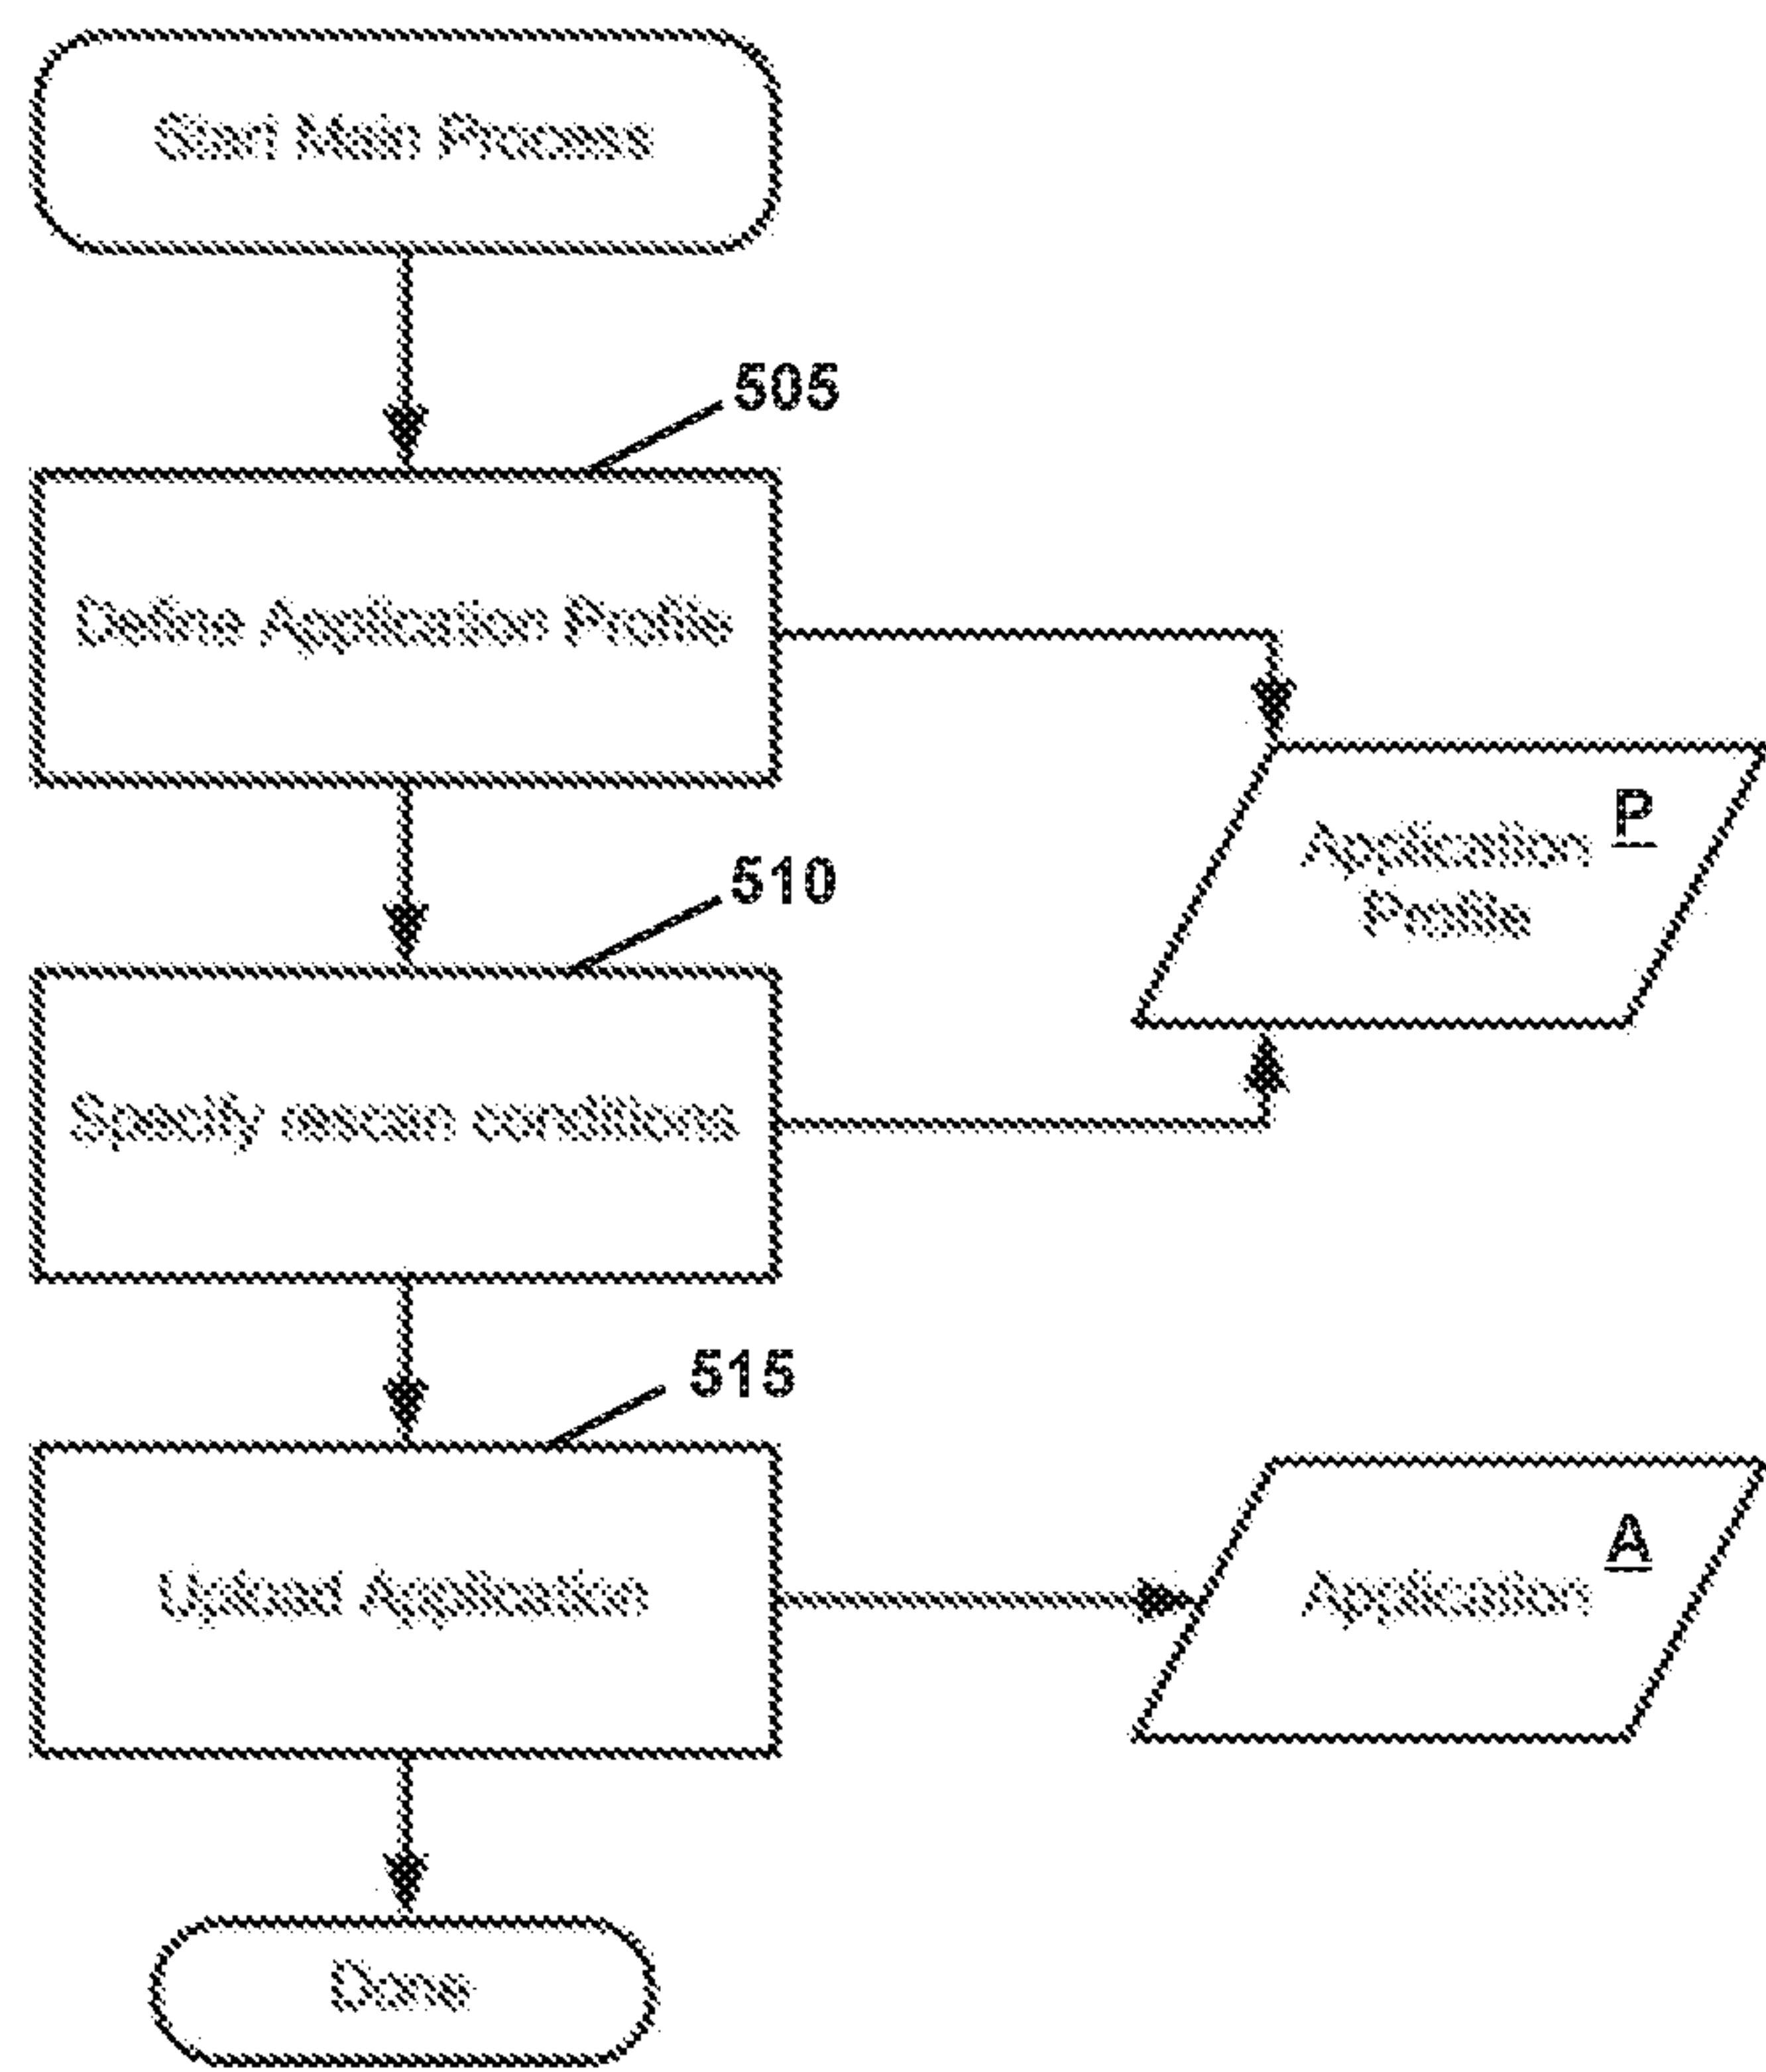 Start Main Process
505
Define Application Profile
P
Application
Profile
510
Specify rescan conditions
515
Upload Application
A
Application
Done